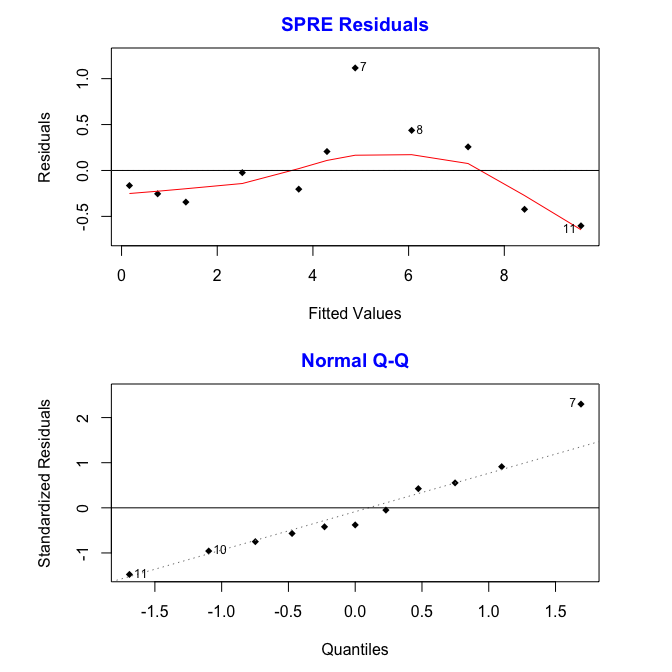 SPRE Residuals
1.0
0.5
0.0
-0.5
Residuals
7
8
11
0 2 4 6 8
Fitted Values
Normal Q-Q
2
1
0
-1
Standardized Residuals
7
10
11
-1.5 -1.0 -0.5 0.0 0.5 1.0 1.5
Quantiles